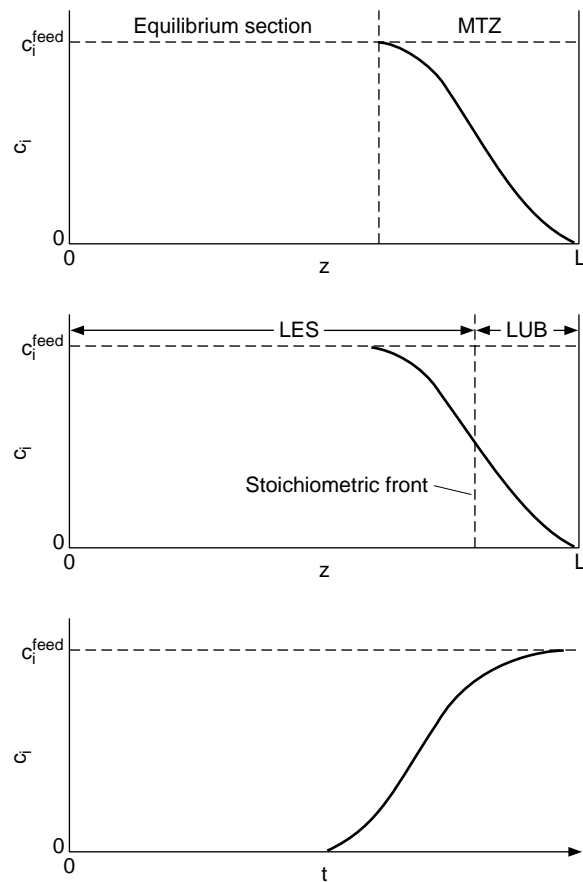 Equilibrium section MTZ
c_i^feed
c_i
0
0 z L
LES LUB
c_i^feed
c_i
Stoichiometric front
0
0 z L
c_i^feed
c_i
0
0 t